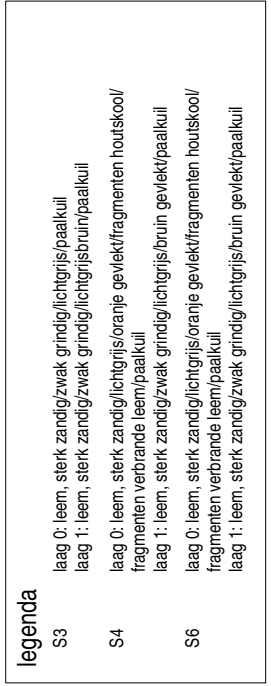 legenda
S3 laag 0: leem, sterk zandig/zwak grindig/lichtgrijs/paalkuil
laag 1: leem, sterk zandig/zwak grindig/lichtgrijsbruin/paalkuil
S4 laag 0: leem, sterk zandig/lichtgrijs/oranje gevlekt/fragmenten houtskool/
fragmenten verbrande leem/paalkuil
laag 1: leem, sterk zandig/zwak grindig/lichtgrijs/bruin gevlekt/paalkuil
S6 laag 0: leem, sterk zandig/lichtgrijs/oranje gevlekt/fragmenten houtskool/
fragmenten verbrande leem/paalkuil
laag 1: leem, sterk zandig/zwak grindig/lichtgrijs/bruin gevlekt/paalkuil